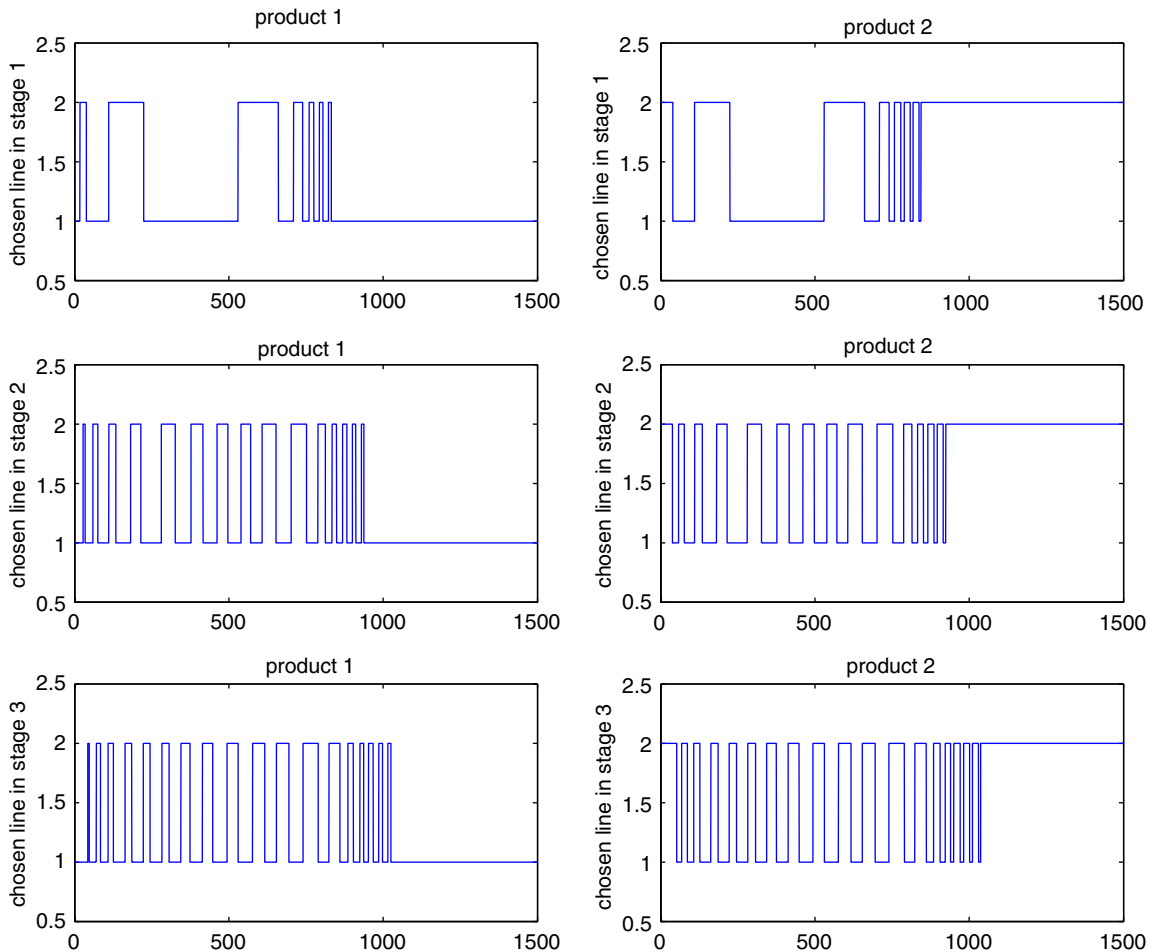 product 1
chosen line in stage 1
2.5
2
1.5
1
0.5
0 500 1000 1500
product 2
chosen line in stage 1
2.5
2
1.5
1
0.5
0 500 1000 1500
product 1
chosen line in stage 2
2.5
2
1.5
1
0.5
0 500 1000 1500
product 2
chosen line in stage 2
2.5
2
1.5
1
0.5
0 500 1000 1500
product 1
chosen line in stage 3
2.5
2
1.5
1
0.5
0 500 1000 1500
product 2
chosen line in stage 3
2.5
2
1.5
1
0.5
0 500 1000 1500